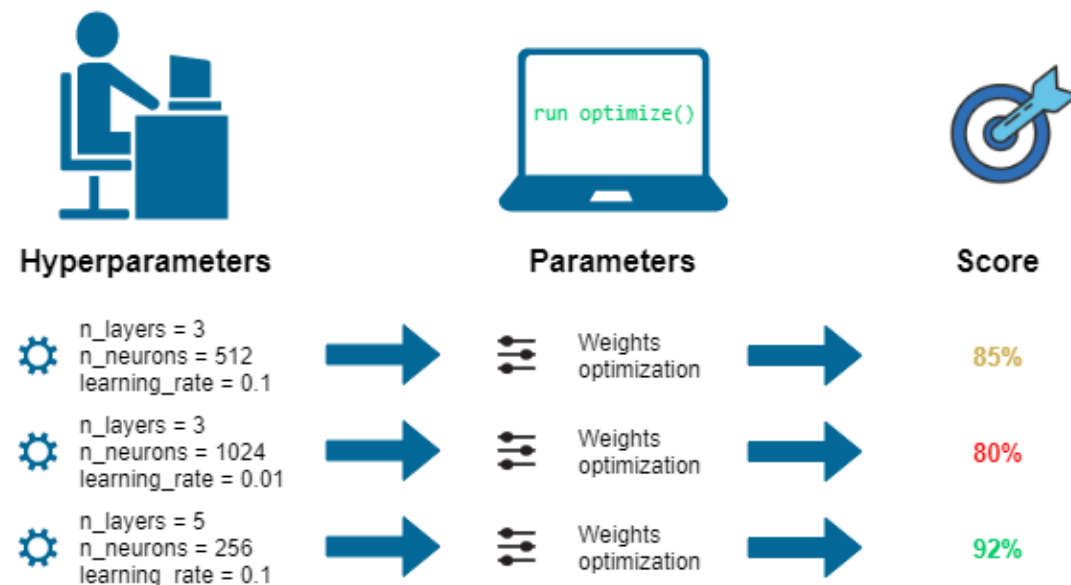 run optimize()
Hyperparameters
Parameters
Score
n_layers = 3
n_neurons = 512
learning_rate = 0.1
Weights
optimization
85%
n_layers = 3
n_neurons = 1024
learning_rate = 0.01
Weights
optimization
80%
n_layers = 5
n_neurons = 256
learning_rate = 0.1
Weights
optimization
92%